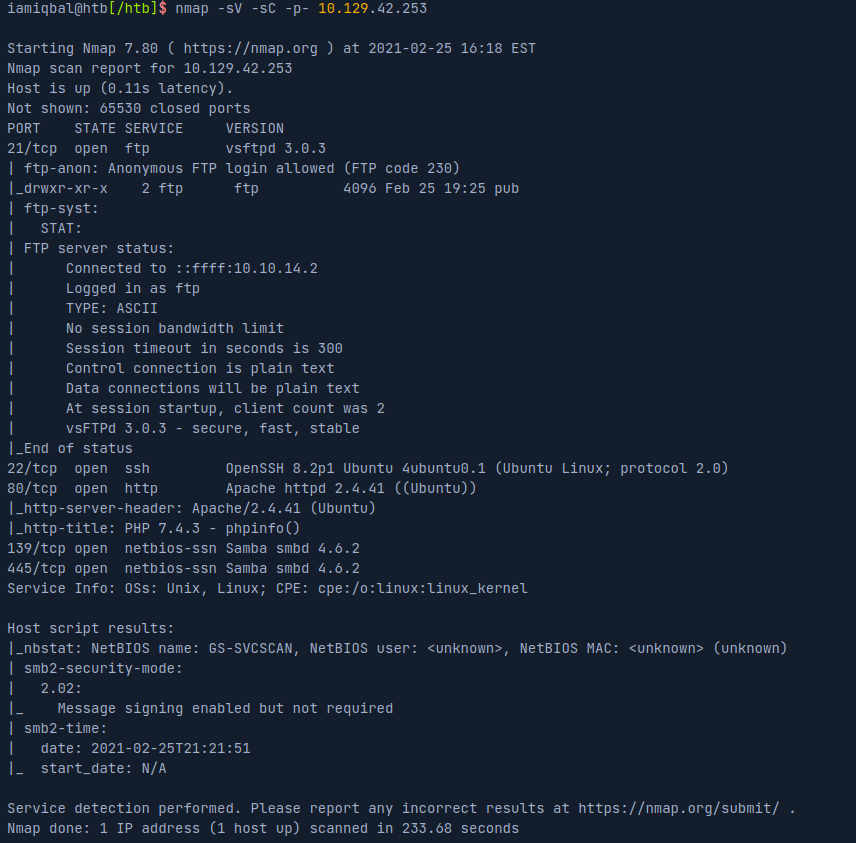 iamiqbal@htb[/htb]$ nmap -sV -sC -p- 10.129.42.253
Starting Nmap 7.80 ( https://nmap.org ) at 2021-02-25 16:18 EST
Nmap scan report for 10.129.42.253
Host is up (0.11s latency).
Not shown: 65530 closed ports
PORT    STATE SERVICE     VERSION
21/tcp  open  ftp         vsftpd 3.0.3
| ftp-anon: Anonymous FTP login allowed (FTP code 230)
|_drwxr-xr-x    2 ftp      ftp          4096 Feb 25 19:25 pub
| ftp-syst:
|   STAT:
| FTP server status:
|      Connected to ::ffff:10.10.14.2
|      Logged in as ftp
|      TYPE: ASCII
|      No session bandwidth limit
|      Session timeout in seconds is 300
|      Control connection is plain text
|      Data connections will be plain text
|      At session startup, client count was 2
|      vsFTPd 3.0.3 - secure, fast, stable
|_End of status
22/tcp  open  ssh         OpenSSH 8.2p1 Ubuntu 4ubuntu0.1 (Ubuntu Linux; protocol 2.0)
80/tcp  open  http        Apache httpd 2.4.41 ((Ubuntu))
|_http-server-header: Apache/2.4.41 (Ubuntu)
|_http-title: PHP 7.4.3 - phpinfo()
139/tcp open  netbios-ssn Samba smbd 4.6.2
445/tcp open  netbios-ssn Samba smbd 4.6.2
Service Info: OSs: Unix, Linux; CPE: cpe:/o:linux:linux_kernel
Host script results:
|_nbstat: NetBIOS name: GS-SVCSCAN, NetBIOS user: <unknown>, NetBIOS MAC: <unknown> (unknown)
| smb2-security-mode:
|   2.02:
|_    Message signing enabled but not required
| smb2-time:
|   date: 2021-02-25T21:21:51
|_  start_date: N/A
Service detection performed. Please report any incorrect results at https://nmap.org/submit/ .
Nmap done: 1 IP address (1 host up) scanned in 233.68 seconds